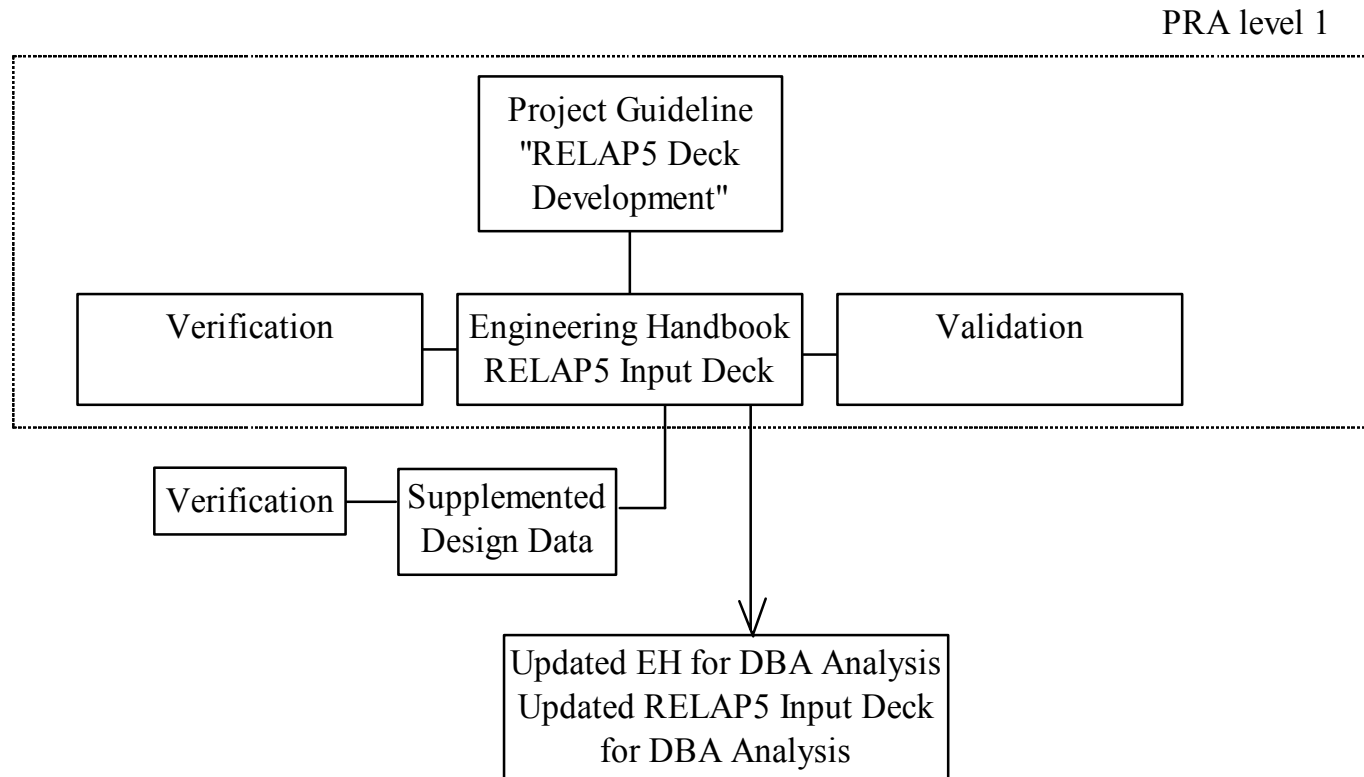 PRA level 1
Project Guideline
"RELAP5 Deck
Development"
Verification
Engineering Handbook
RELAP5 Input Deck
Validation
Verification
Supplemented
Design Data
Updated EH for DBA Analysis
Updated RELAP5 Input Deck
for DBA Analysis